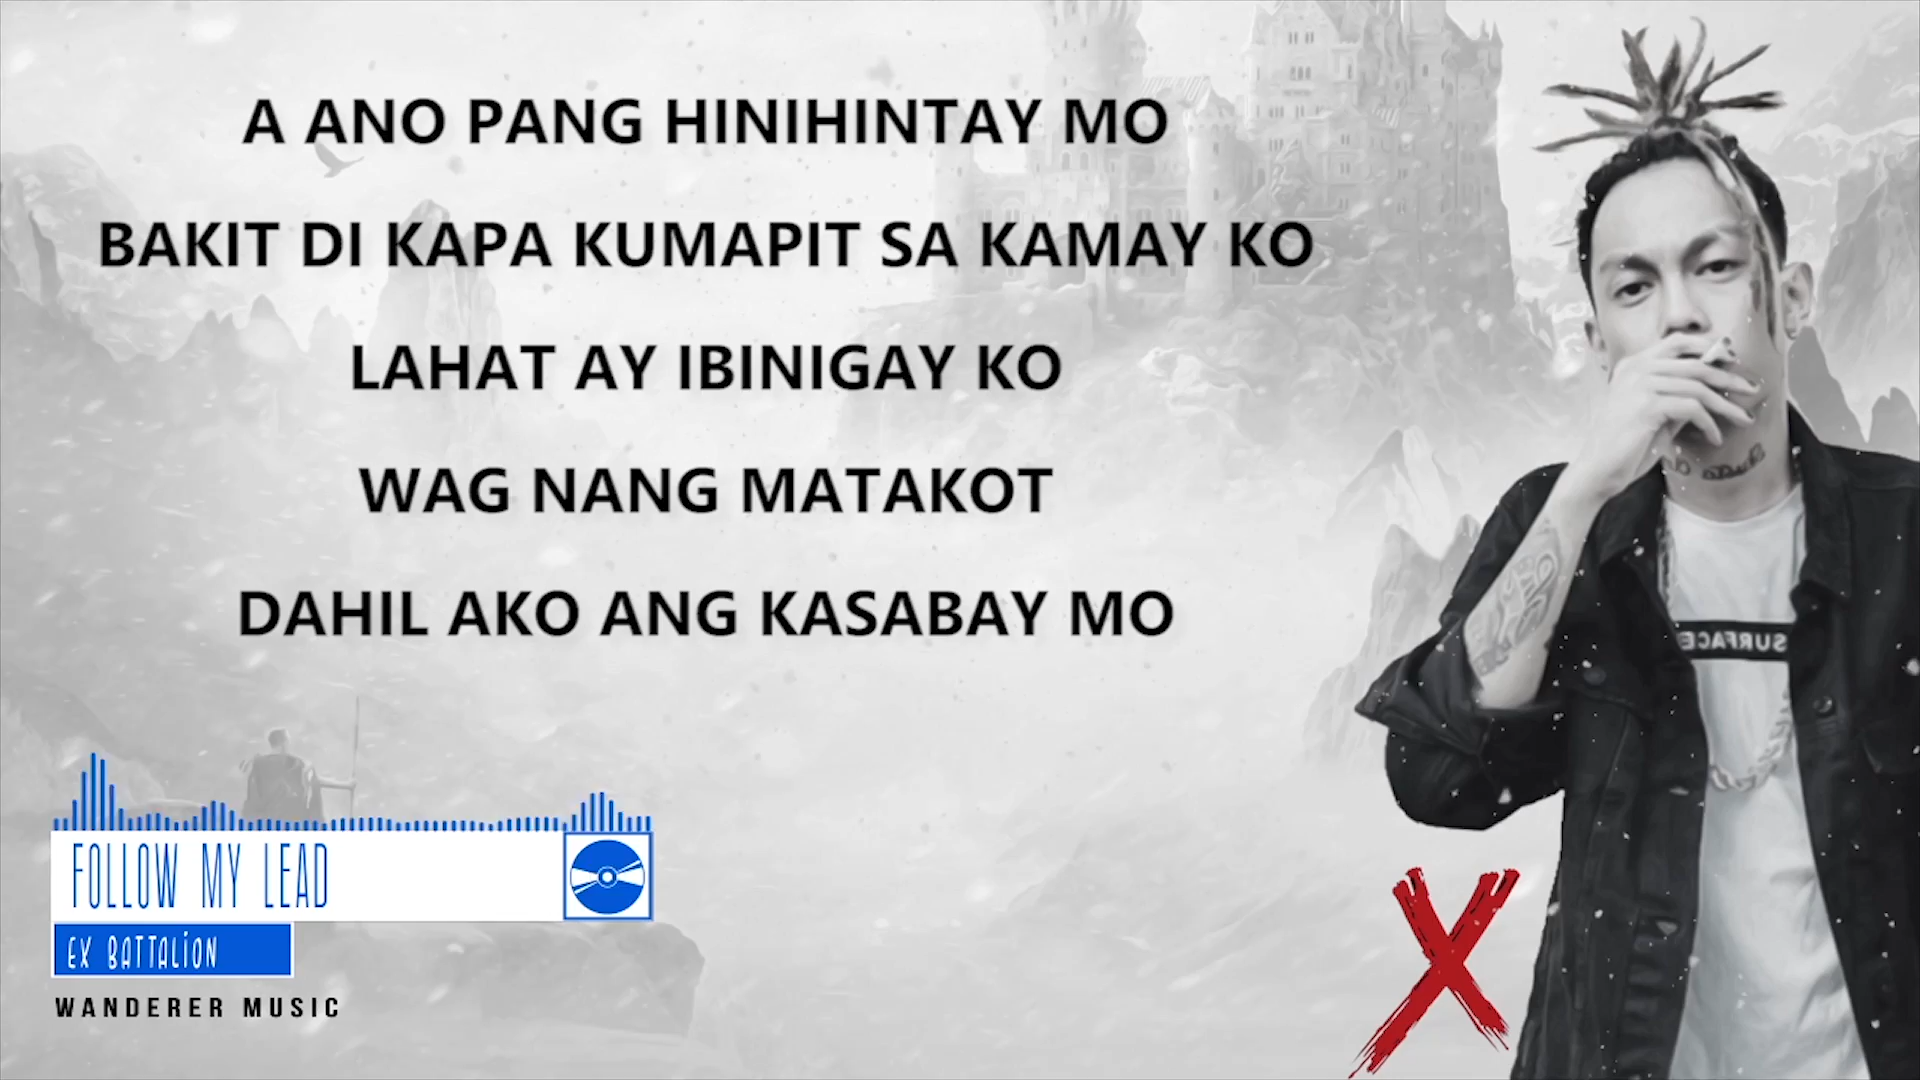 A ANO PANG HINIHINTAY MO
BAKIT DI KAPA KUMAPIT SA KAMAY KO
LAHAT AY IBINIGAY KO
WAG NANG MATAKOT
DAHIL AKO ANG KASABAY MO
SURFACE
FOLLOW MY LEAD
EX BATTALION
WANDERER MUSIC
X